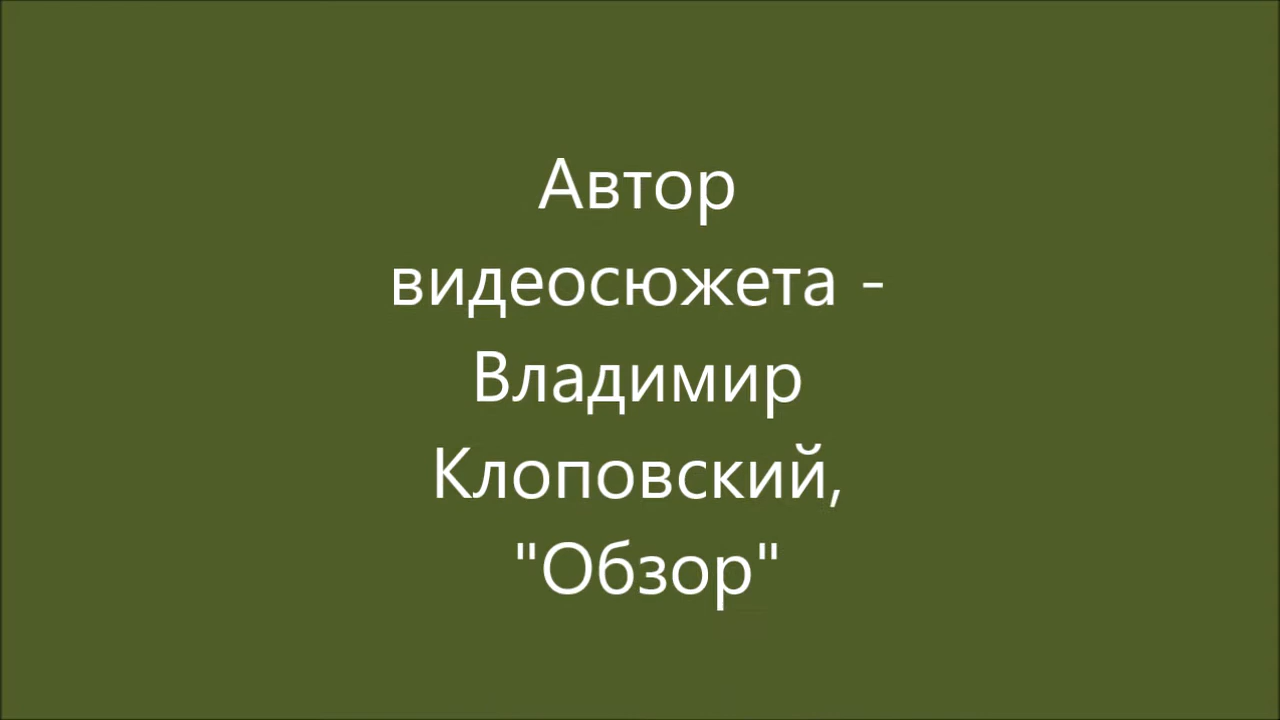 Автор
видеосюжета -
Владимир
Клоповский,
"Обзор"